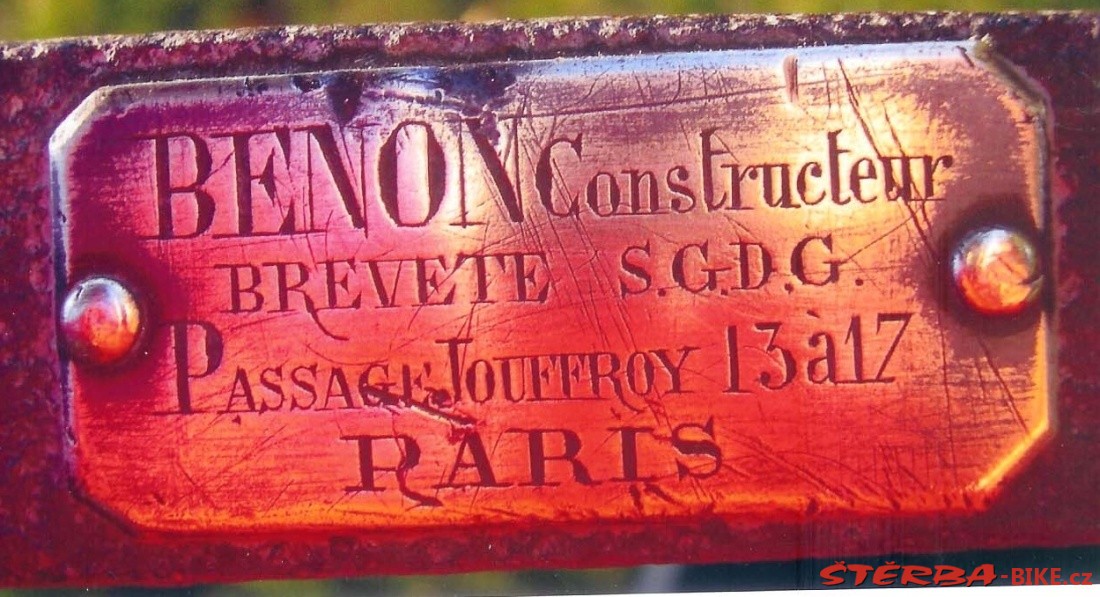 BENON Constructeur
BREVETE S.G.D.G.
PASSAGE JOUFFROY 13 à 17
PARIS
ŠTĚRBA-BIKE.cz